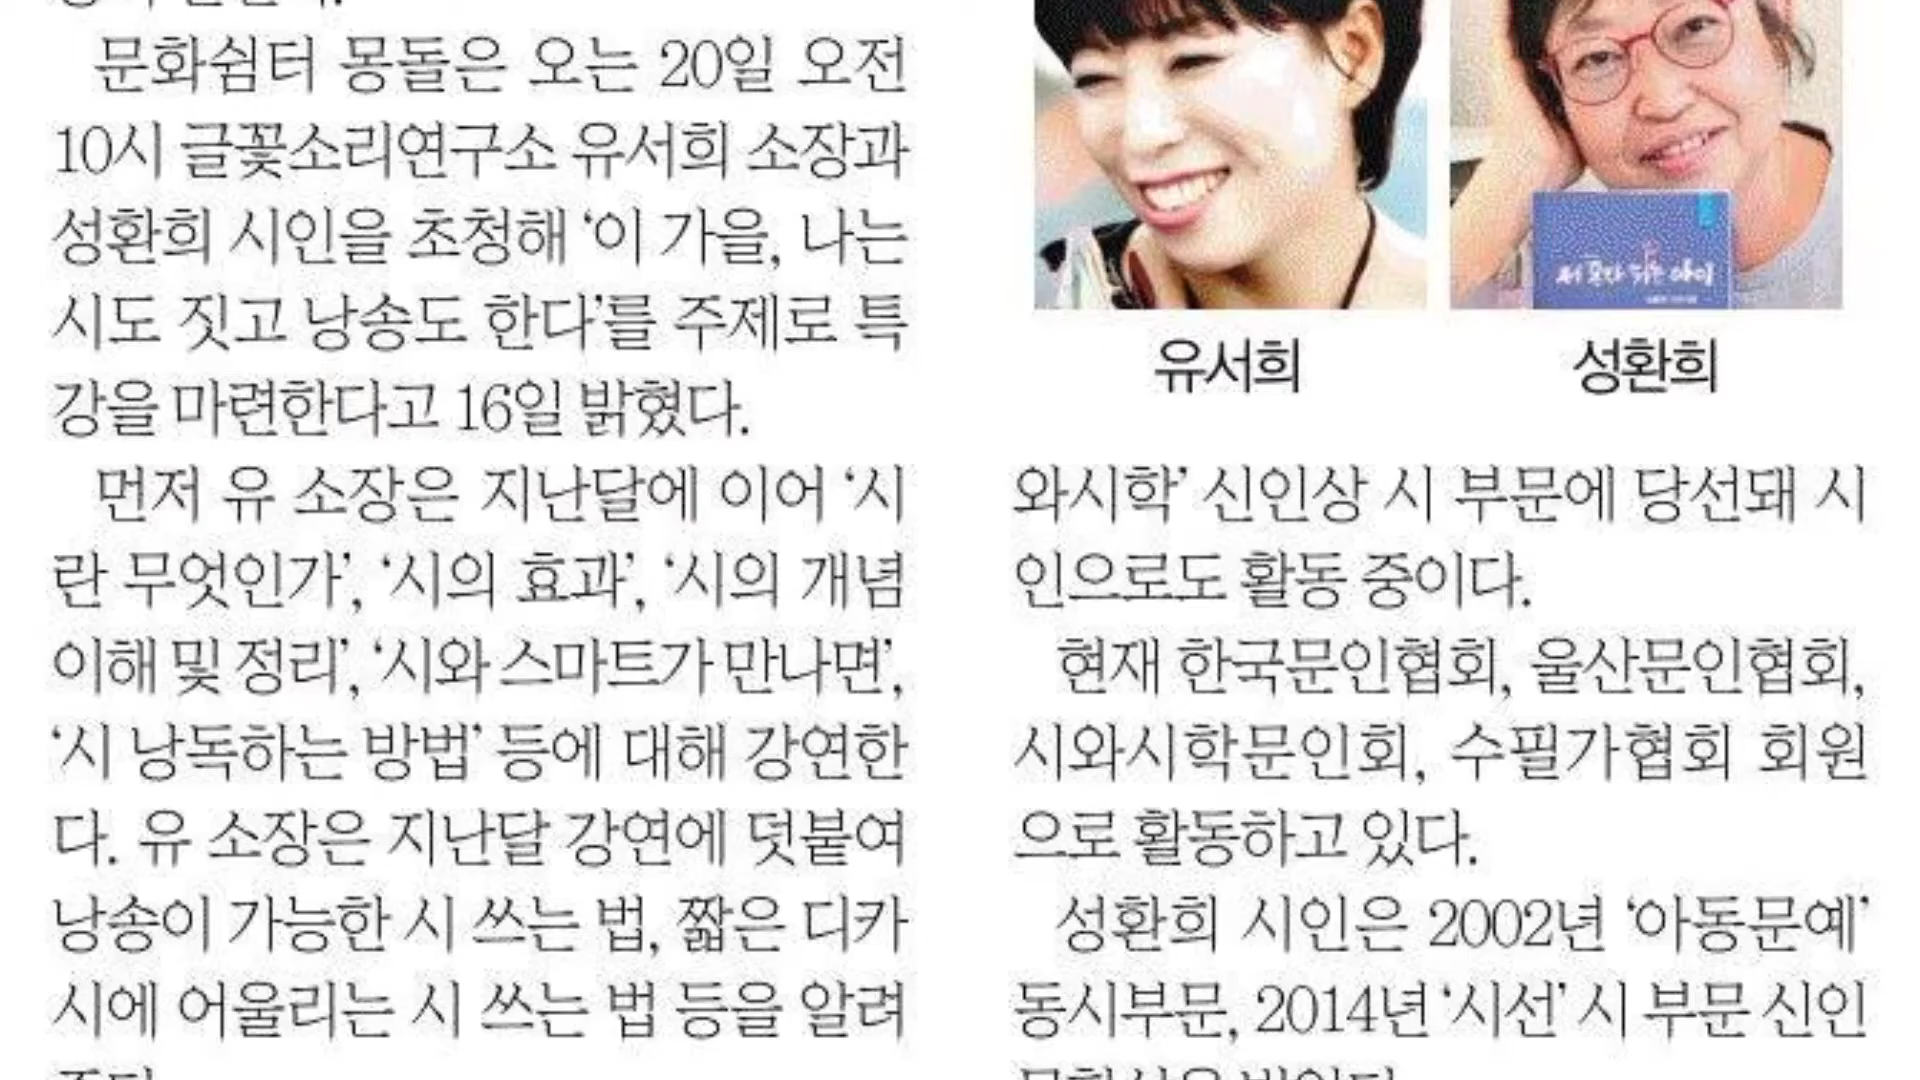 문화쉼터 몽돌은 오는 20일 오전
10시 글꽃소리연구소 유서희 소장과
성환희 시인을 초청해 ‘이 가을, 나는
시도 짓고 낭송도 한다’를 주제로 특
강을 마련한다고 16일 밝혔다.
먼저 유 소장은 지난달에 이어 ‘시
란 무엇인가’, ‘시의 효과’, ‘시의 개념
이해 및 정리’, ‘시와 스마트가 만나면’,
‘시 낭독하는 방법’ 등에 대해 강연한
다. 유 소장은 지난달 강연에 덧붙여
낭송이 가능한 시 쓰는 법, 짧은 디카
시에 어울리는 시 쓰는 법 등을 알려
유서희
성환희
와시학’ 신인상 시 부문에 당선돼 시
인으로도 활동 중이다.
현재 한국문인협회, 울산문인협회,
시와시학문인회, 수필가협회 회원
으로 활동하고 있다.
성환희 시인은 2002년 ‘아동문예’
동시부문, 2014년 ‘시선’ 시 부문 신인